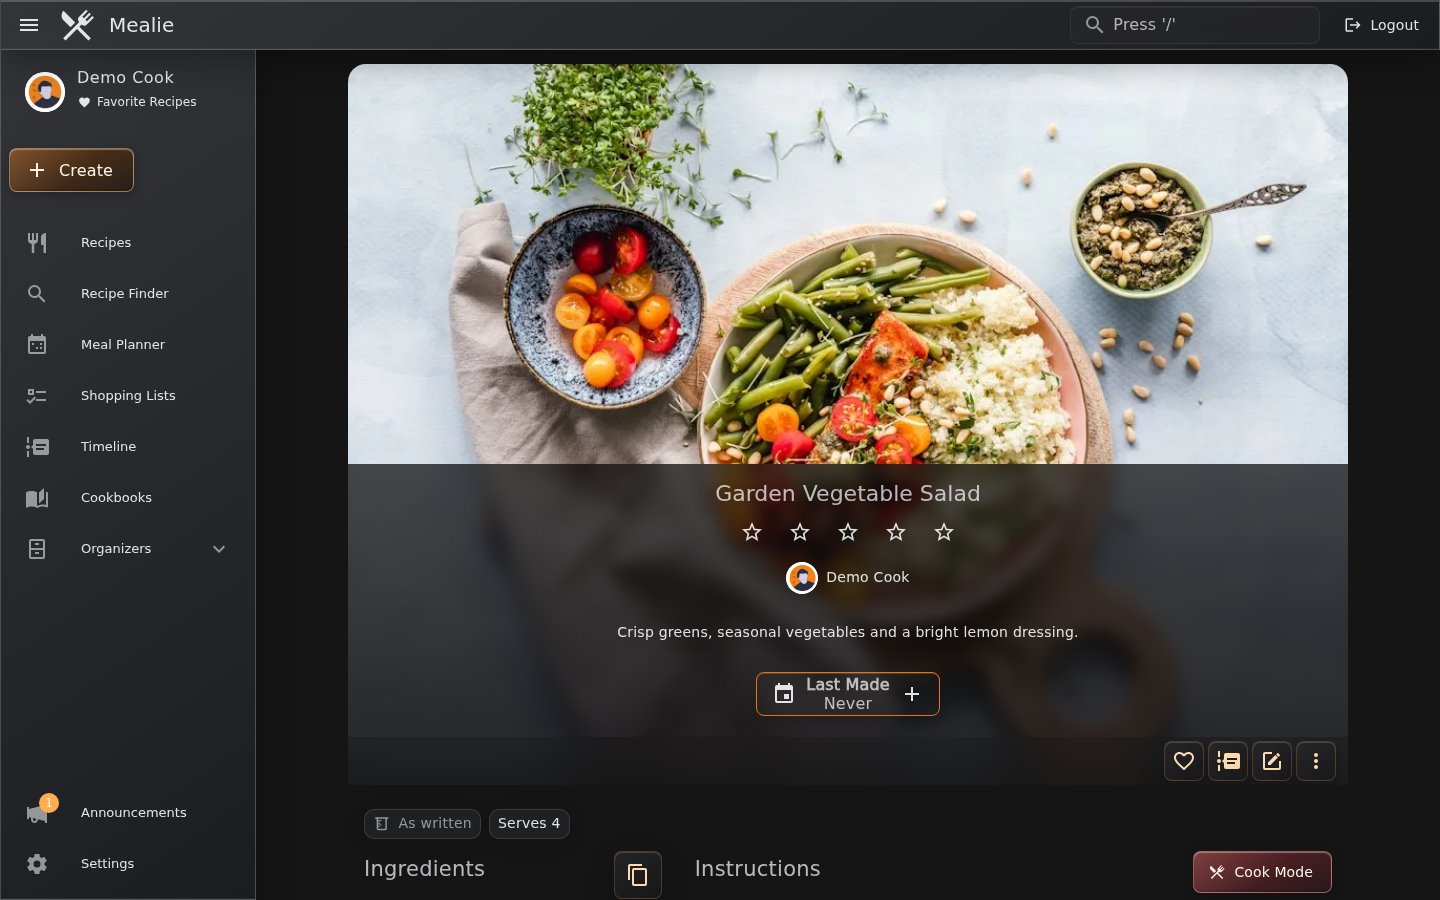 Mealie
Press '/'
Logout
Demo Cook
Favorite Recipes
Create
Recipes
Recipe Finder
Meal Planner
Shopping Lists
Timeline
Cookbooks
Organizers
1
Announcements
Settings
Garden Vegetable Salad
Demo Cook
Crisp greens, seasonal vegetables and a bright lemon dressing.
Last Made
Never
As written
Serves 4
Ingredients
Instructions
Cook Mode